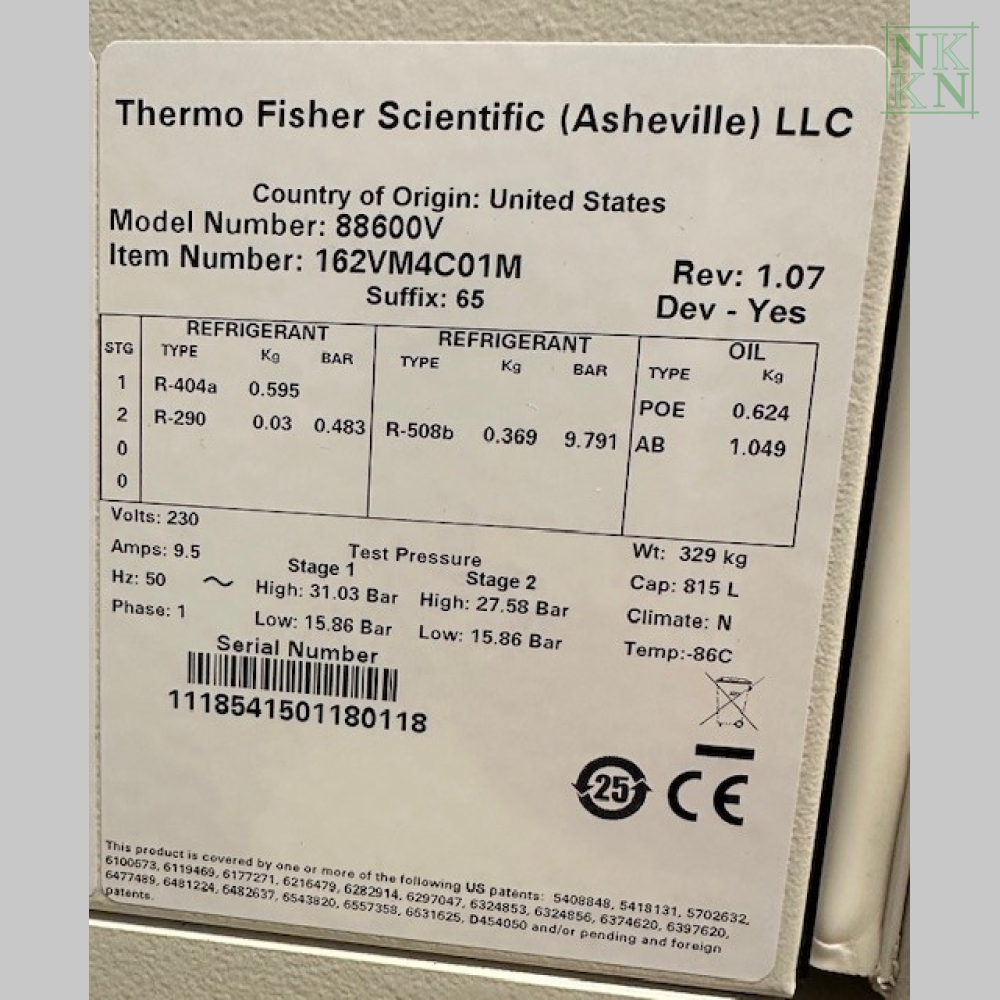 NK
KN
Thermo Fisher Scientific (Asheville) LLC
Country of Origin: United States
Model Number: 88600V
Item Number: 162VM4C01M
Rev: 1.07
Suffix: 65
Dev - Yes
REFRIGERANT REFRIGERANT OIL
STG TYPE Kg BAR TYPE Kg BAR TYPE Kg
1 R-404a 0.595 POE 0.624
2 R-290 0.03 0.483 R-508b 0.369 9.791 AB 1.049
0
0
Volts: 230
Amps: 9.5 Test Pressure Wt: 329 kg
Stage 1 Stage 2
Hz: 50 ~ High: 31.03 Bar High: 27.58 Bar Cap: 815 L
Phase: 1 Low: 15.86 Bar Low: 15.86 Bar Climate: N
Serial Number Temp:-86C
1118541501180118
25 CE
This product is covered by one or more of the following US patents: 5408848, 5418131, 5702632,
6100573, 6119469, 6177271, 6216479, 6282914, 6297047, 6324853, 6324856, 6374620, 6397620,
6477489, 6481224, 6482637, 6543820, 6557358, 6631625, D454050 and/or pending and foreign
patents.